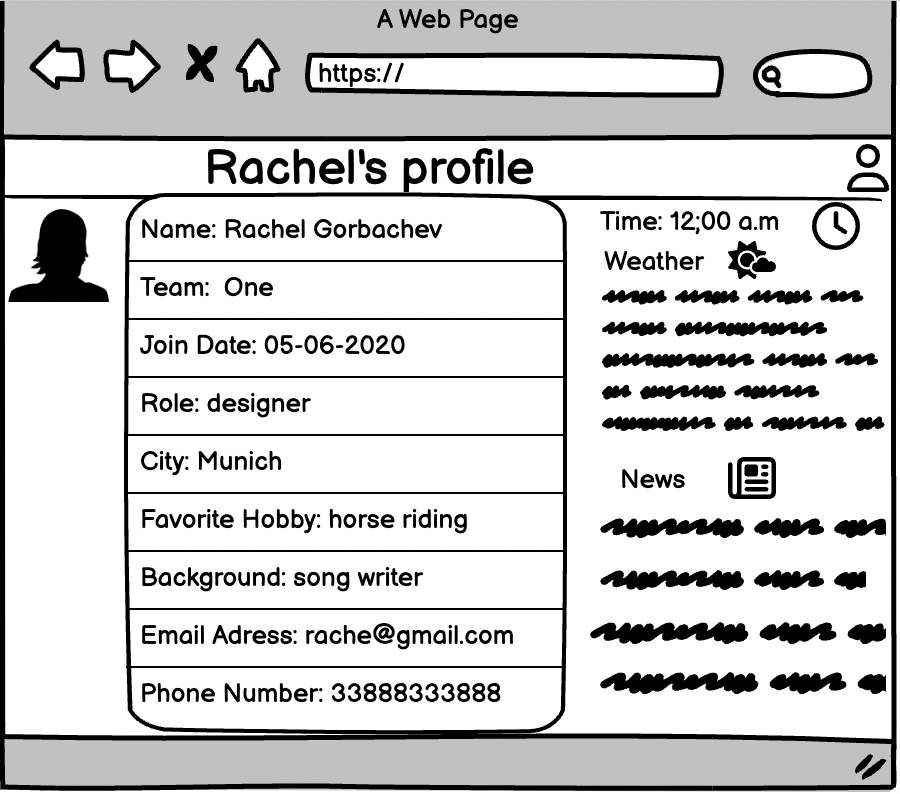 A Web Page
https://
Rachel's profile
Name: Rachel Gorbachev
Team:  One
Join Date: 05-06-2020
Role: designer
City: Munich
Favorite Hobby: horse riding
Background: song writer
Email Adress: rache@gmail.com
Phone Number: 33888333888
Time: 12;00 a.m
Weather
News